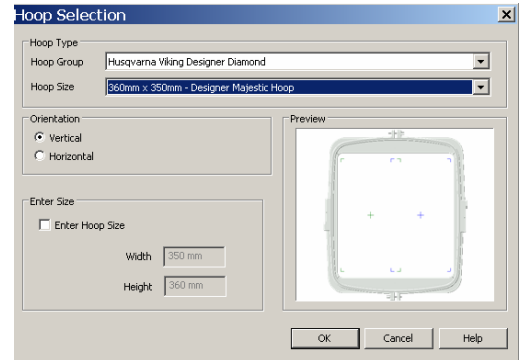 Hoop Selection
Hoop Type
Hoop Group Husqvarna Viking Designer Diamond
Hoop Size 360mm x 350mm - Designer Majestic Hoop
Orientation
Vertical
Horizontal
Preview
Enter Size
Enter Hoop Size
Width 350 mm
Height 360 mm
OK Cancel Help